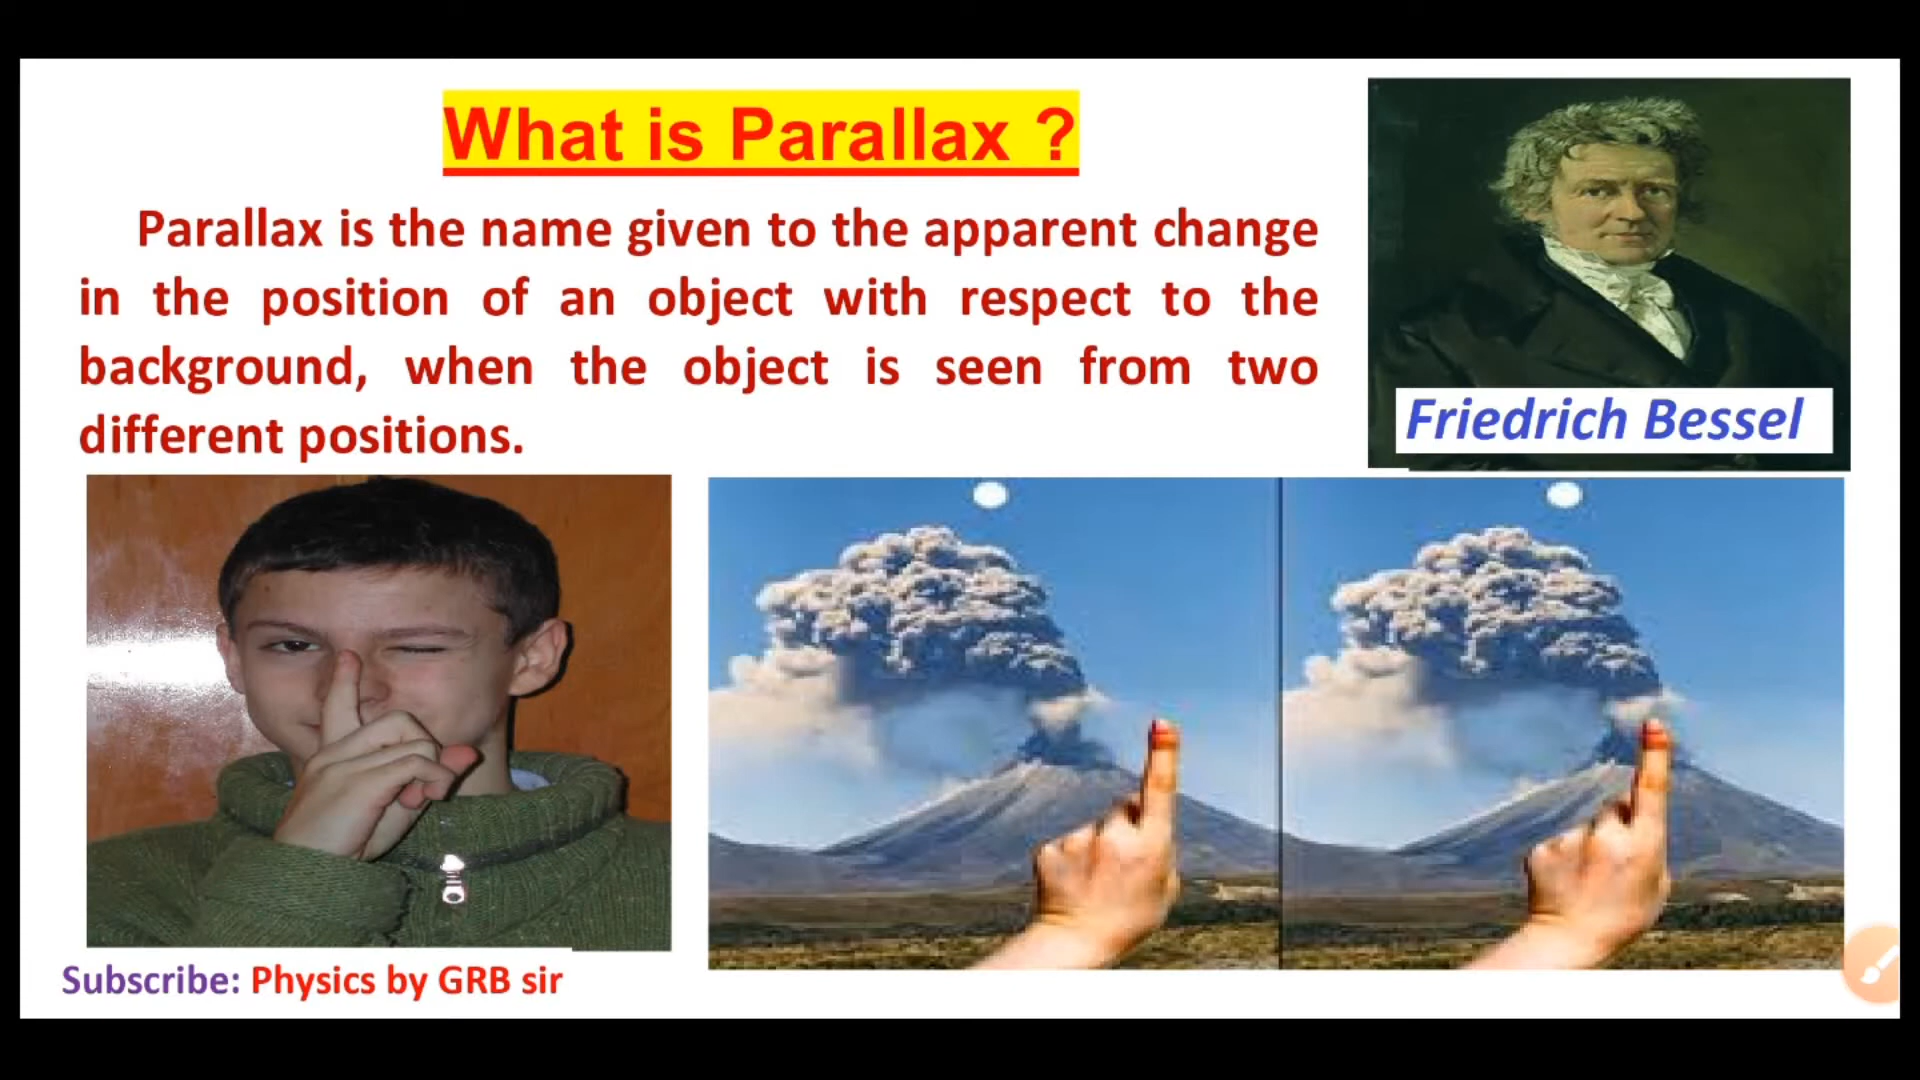 What is Parallax ?
Parallax is the name given to the apparent change
in the position of an object with respect to the
background, when the object is seen from two
different positions.
Friedrich Bessel
Subscribe: Physics by GRB sir